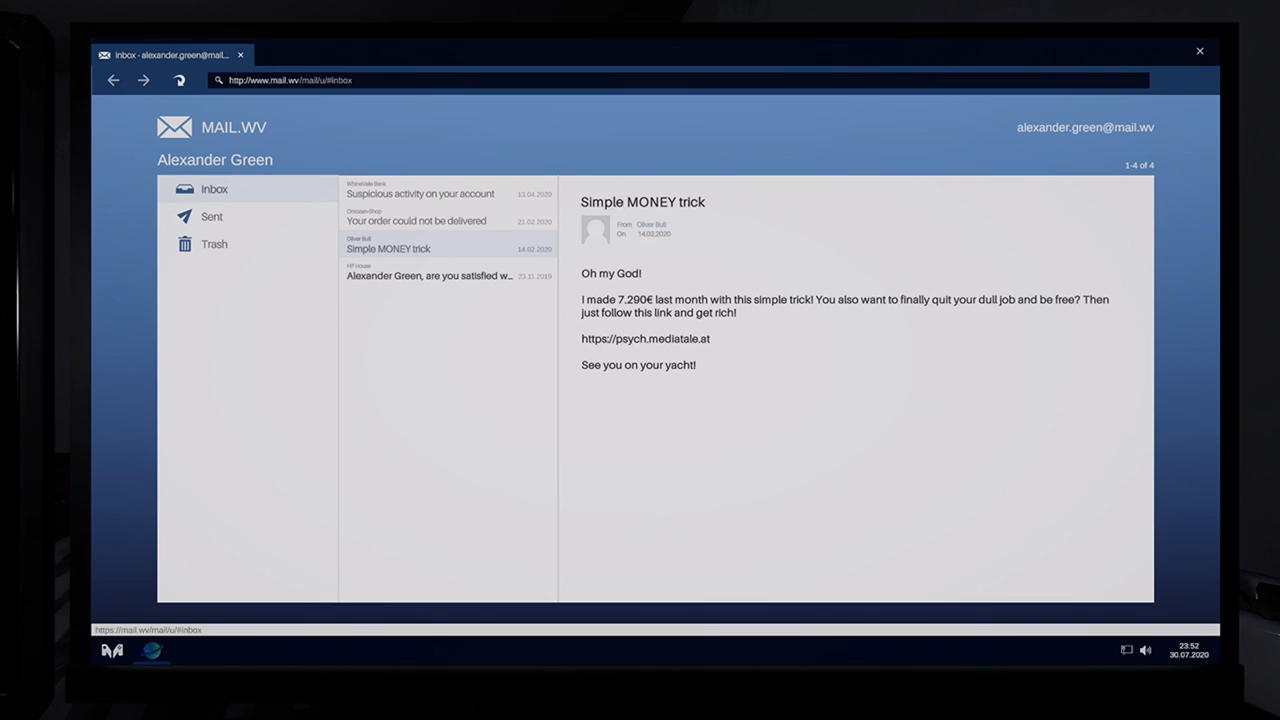 Inbox - alexander.green@mail...
http://www.mail.wv/mail/u/#inbox
MAIL.WV
alexander.green@mail.wv
Alexander Green
1-4 of 4
Inbox
Sent
Trash
WhiteVale Bank
Suspicious activity on your account 13.04.2020
Your order could not be delivered 21.02.2020
Oliver Bull
Simple MONEY trick 14.02.2020
House
Alexander Green, are you satisfied w... 23.11.2019
Simple MONEY trick
From Oliver Bull
On 14.02.2020
Oh my God!
I made 7.290€ last month with this simple trick! You also want to finally quit your dull job and be free? Then
just follow this link and get rich!
https://psych.mediatale.at
See you on your yacht!
https://mail.wv/mail/u/#inbox
23:52
30.07.2020